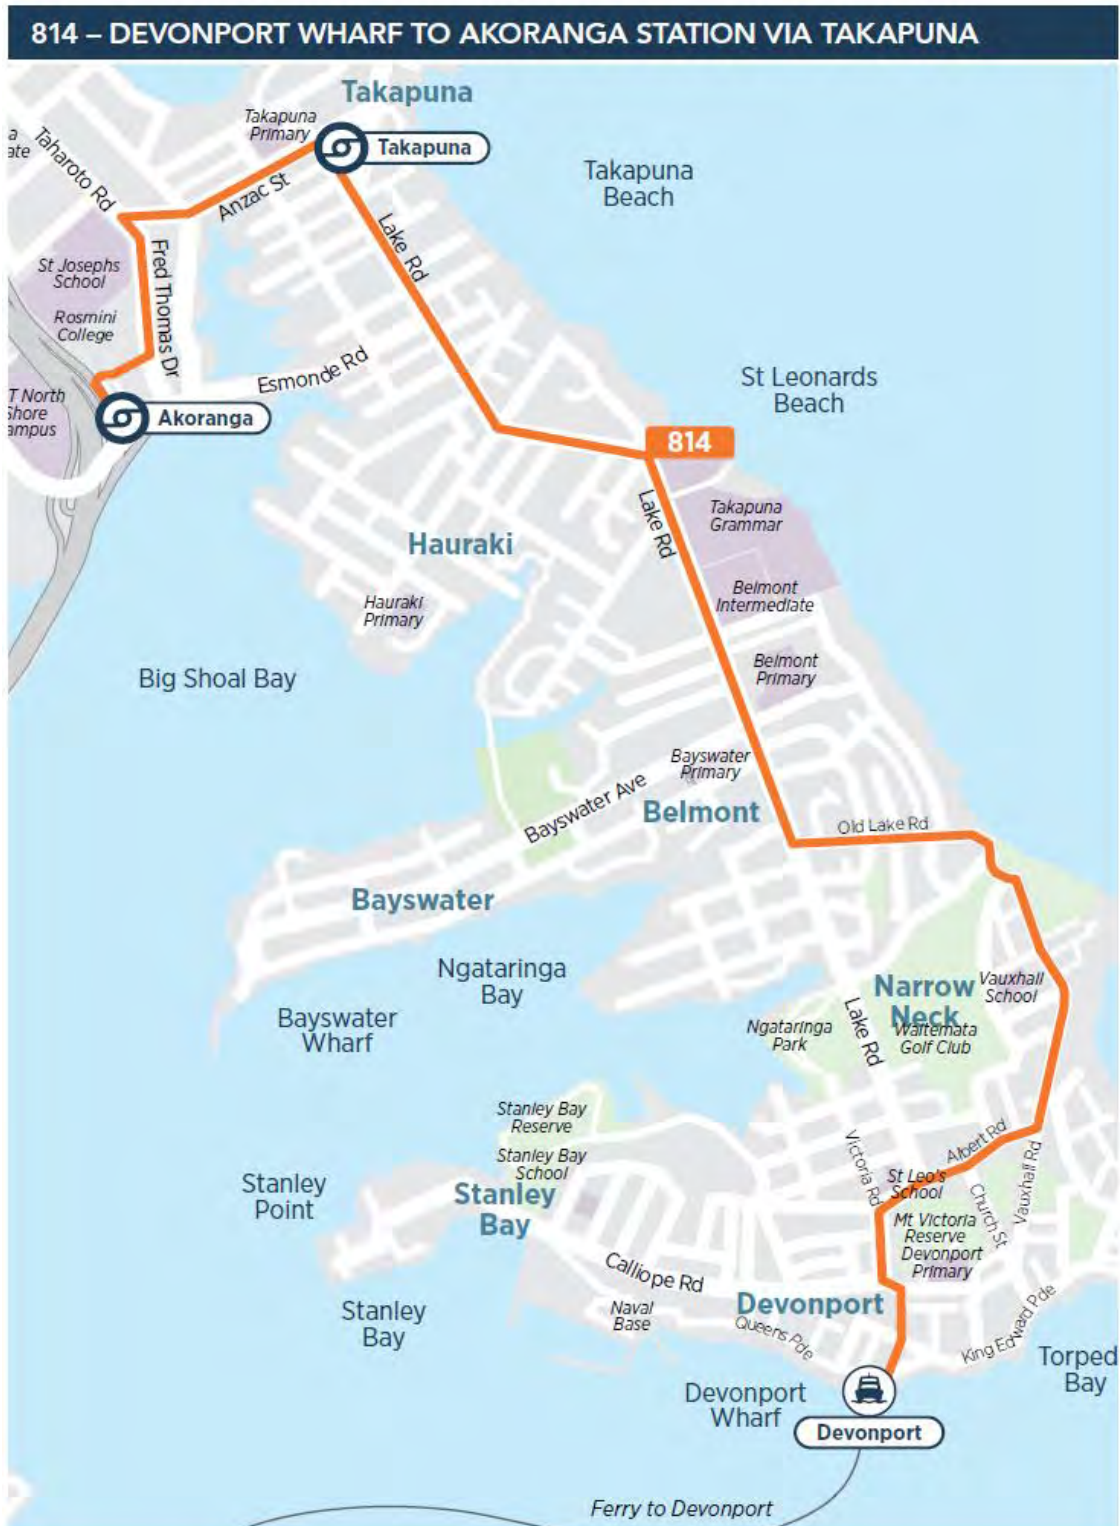 814 – DEVONPORT WHARF TO AKORANGA STATION VIA TAKAPUNA
Takapuna
Takapuna
Primary
Takapuna
Taharoto Rd
Anzac St
Takapuna
Beach
Lake Rd
St Josephs
School
Fred Thomas Dr
Rosmini
College
Esmonde Rd
St Leonards
Beach
T North
Shore
ampus
Akoranga
814
Lake Rd
Takapuna
Grammar
Hauraki
Belmont
Intermediate
Hauraki
Primary
Belmont
Primary
Big Shoal Bay
Bayswater
Primary
Bayswater Ave
Belmont
Old Lake Rd
Bayswater
Ngataringa
Bay
Narrow
Neck
Vauxhall
School
Bayswater
Wharf
Ngataringa
Park
Lake Rd
Waitemata
Golf Club
Stanley Bay
Reserve
Stanley Bay
School
Albert Rd
Victoria Rd
St Leo's
School
Vauxhall Rd
Church St
Stanley
Point
Stanley
Bay
Mt Victoria
Reserve
Devonport
Primary
Calliope Rd
Naval
Base
Devonport
Queens Pde
King Edward Pde
Stanley
Bay
Torped
Bay
Devonport
Wharf
Devonport
Ferry to Devonport